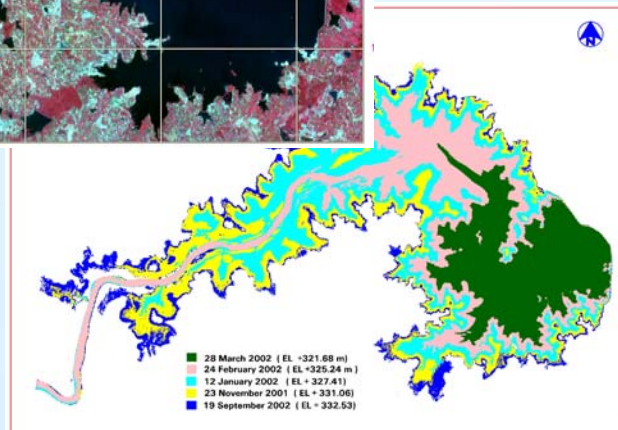 N
28 March 2002 ( EL +321.68 m)
24 February 2002 ( EL +325.24 m )
12 January 2002 ( EL + 327.41)
23 November 2001 ( EL + 331.06)
19 September 2002 ( EL + 332.53)